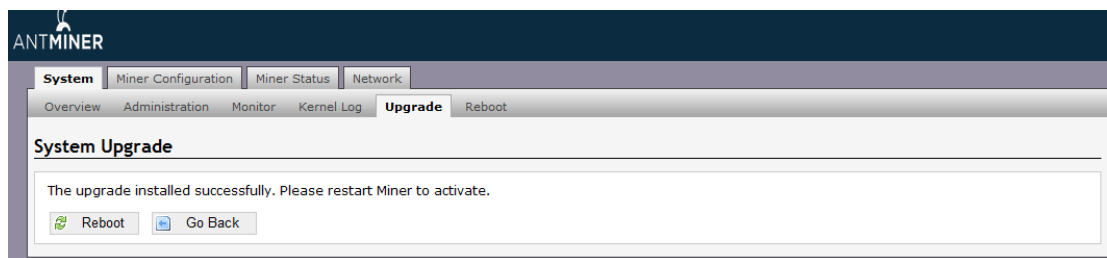 ANTMINER
System Miner Configuration Miner Status Network
Overview Administration Monitor Kernel Log Upgrade Reboot
System Upgrade
The upgrade installed successfully. Please restart Miner to activate.
Reboot Go Back